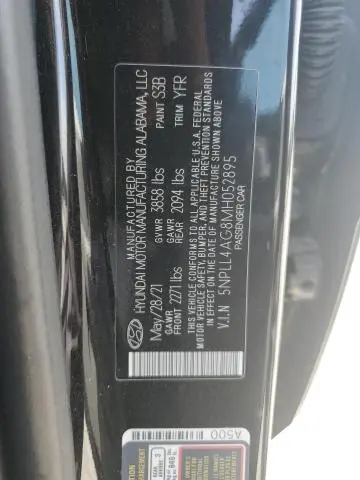 MANUFACTURED BY
HYUNDAI MOTOR MANUFACTURING ALABAMA, LLC
May/28/21 GVWR 3858 lbs PAINT S3B
GAWR FRONT 2271 lbs GAWR REAR 2094 lbs TRIM YFR
THIS VEHICLE CONFORMS TO ALL APPLICABLE U.S.A. FEDERAL
MOTOR VEHICLE SAFETY, BUMPER, AND THEFT PREVENTION STANDARDS
IN EFFECT ON THE DATE OF MANUFACTURE SHOWN ABOVE
V.I.N 5NPLL4AG8MH052895
PASSENGER CAR
A500